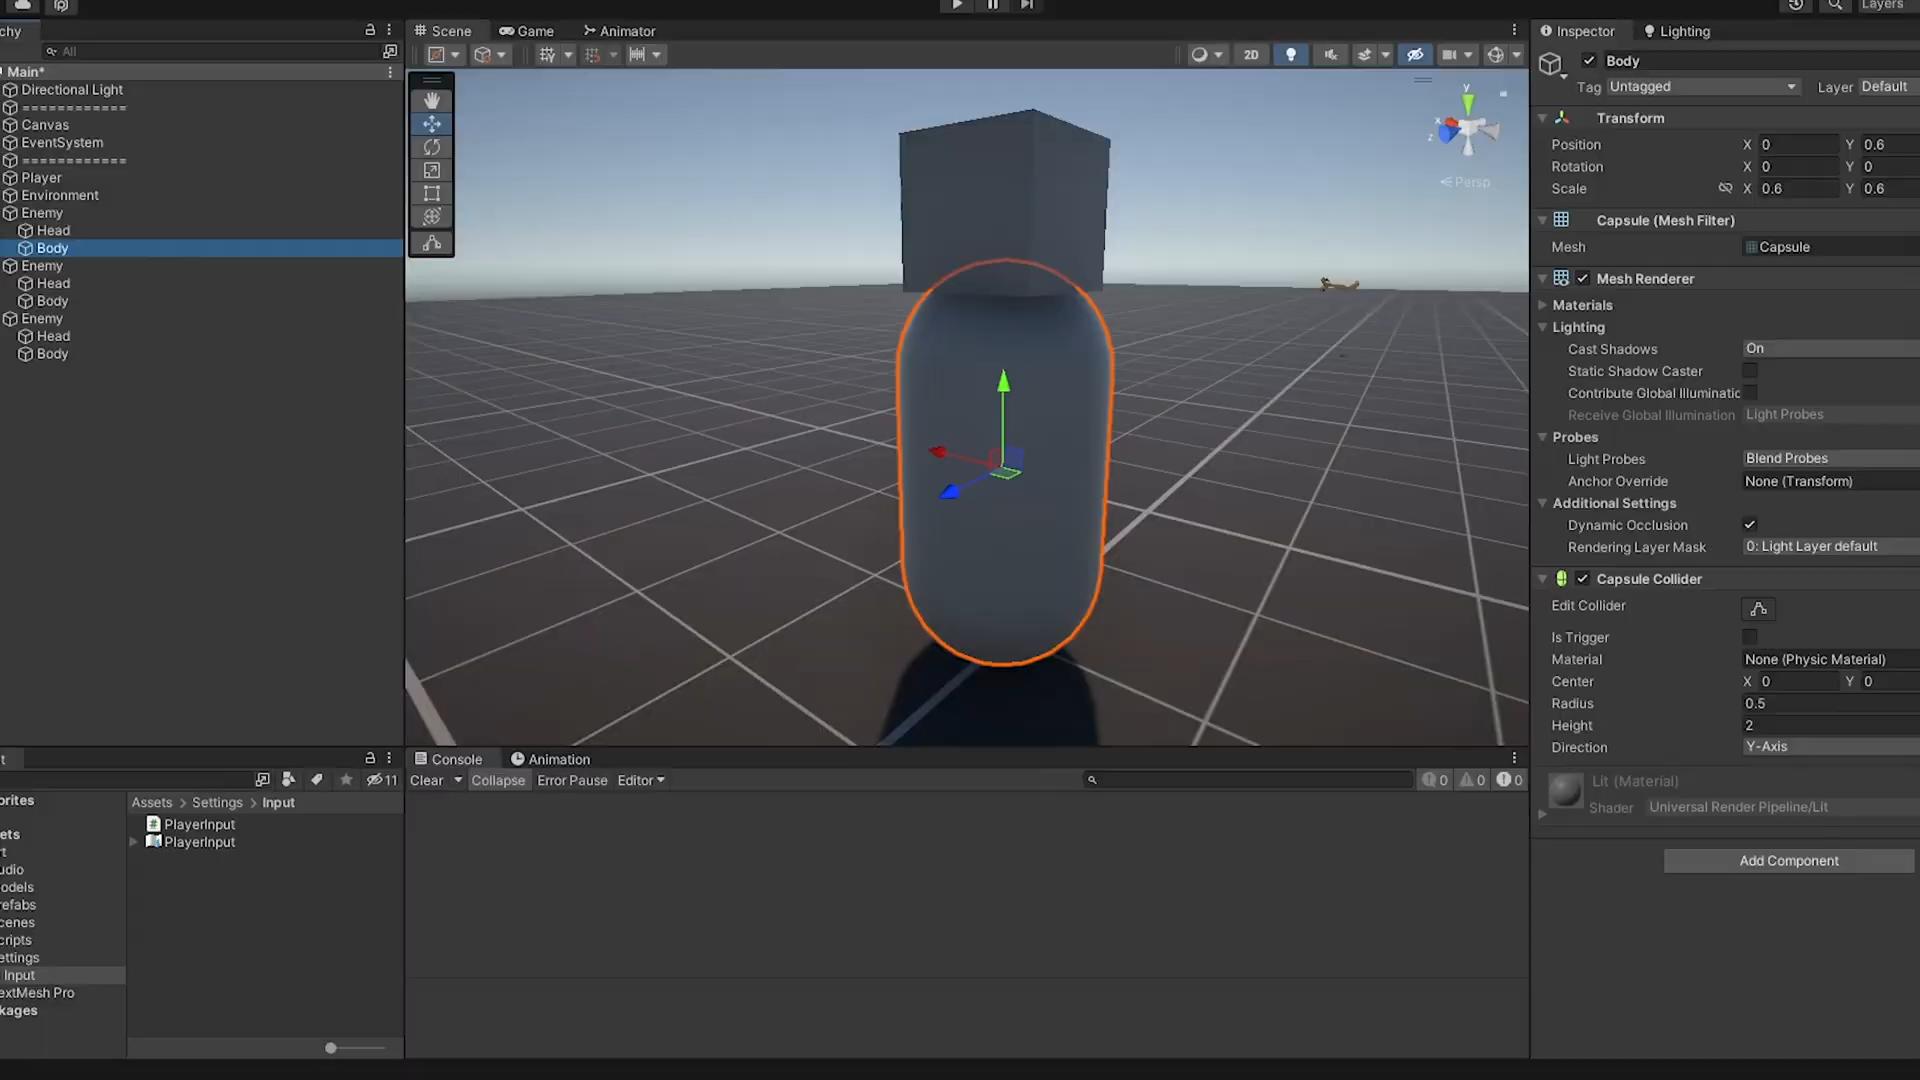 Layers
chy
Scene
Game
Animator
Inspector
Lighting
All
2D
Main*
Directional Light
============
Canvas
EventSystem
============
Player
Environment
Enemy
Head
Body
Enemy
Head
Body
Enemy
Head
Body
y
x
z
Persp
Body
Tag
Untagged
Layer
Default
Transform
Position
X 0
Y 0.6
Rotation
X 0
Y 0
Scale
X 0.6
Y 0.6
Capsule (Mesh Filter)
Mesh
Capsule
Mesh Renderer
Materials
Lighting
Cast Shadows
On
Static Shadow Caster
Contribute Global Illuminatic
Receive Global Illumination
Light Probes
Probes
Light Probes
Blend Probes
Anchor Override
None (Transform)
Additional Settings
Dynamic Occlusion
Rendering Layer Mask
0: Light Layer default
Capsule Collider
Edit Collider
Is Trigger
Material
None (Physic Material)
Center
X 0
Y 0
Radius
0.5
Height
2
Direction
Y-Axis
Lit (Material)
Shader
Universal Render Pipeline/Lit
Add Component
t
11
orites
ets
rt
udio
odels
refabs
cenes
cripts
ettings
Input
extMesh Pro
kages
Assets > Settings > Input
PlayerInput
PlayerInput
Console
Animation
Clear
Collapse
Error Pause
Editor
0
0
0